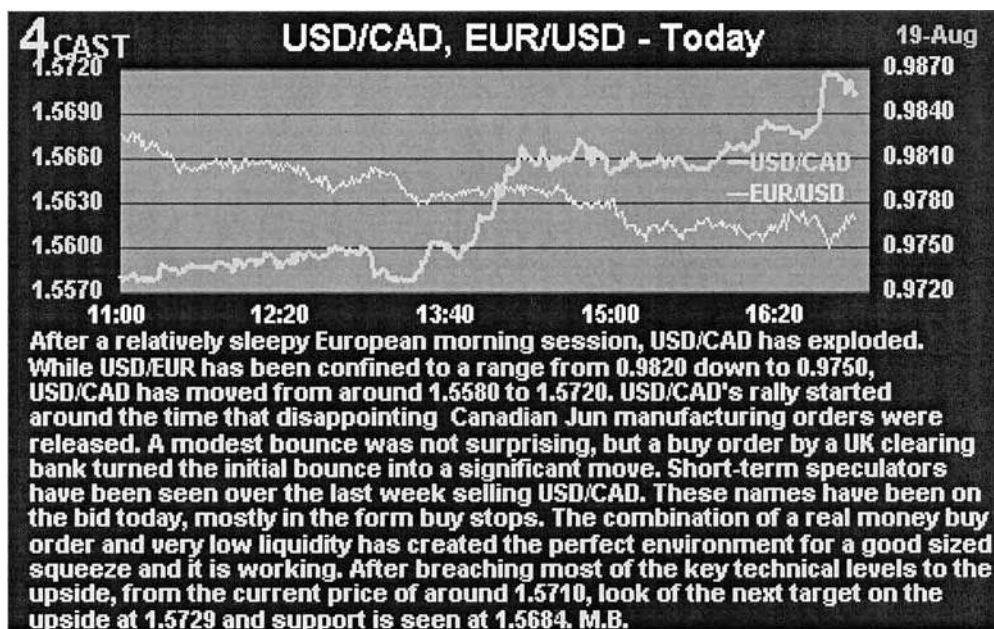 4CAST USD/CAD, EUR/USD - Today 19-Aug
1.5720 0.9870
1.5690 0.9840
1.5660 0.9810
USD/CAD
1.5630 0.9780
EUR/USD
1.5600 0.9750
1.5570 0.9720
11:00 12:20 13:40 15:00 16:20
After a relatively sleepy European morning session, USD/CAD has exploded.
While USD/EUR has been confined to a range from 0.9820 down to 0.9750,
USD/CAD has moved from around 1.5580 to 1.5720. USD/CAD's rally started
around the time that disappointing Canadian Jun manufacturing orders were
released. A modest bounce was not surprising, but a buy order by a UK clearing
bank turned the initial bounce into a significant move. Short-term speculators
have been seen over the last week selling USD/CAD. These names have been on
the bid today, mostly in the form buy stops. The combination of a real money buy
order and very low liquidity has created the perfect environment for a good sized
squeeze and it is working. After breaching most of the key technical levels to the
upside, from the current price of around 1.5710, look of the next target on the
upside at 1.5729 and support is seen at 1.5684. M.B.